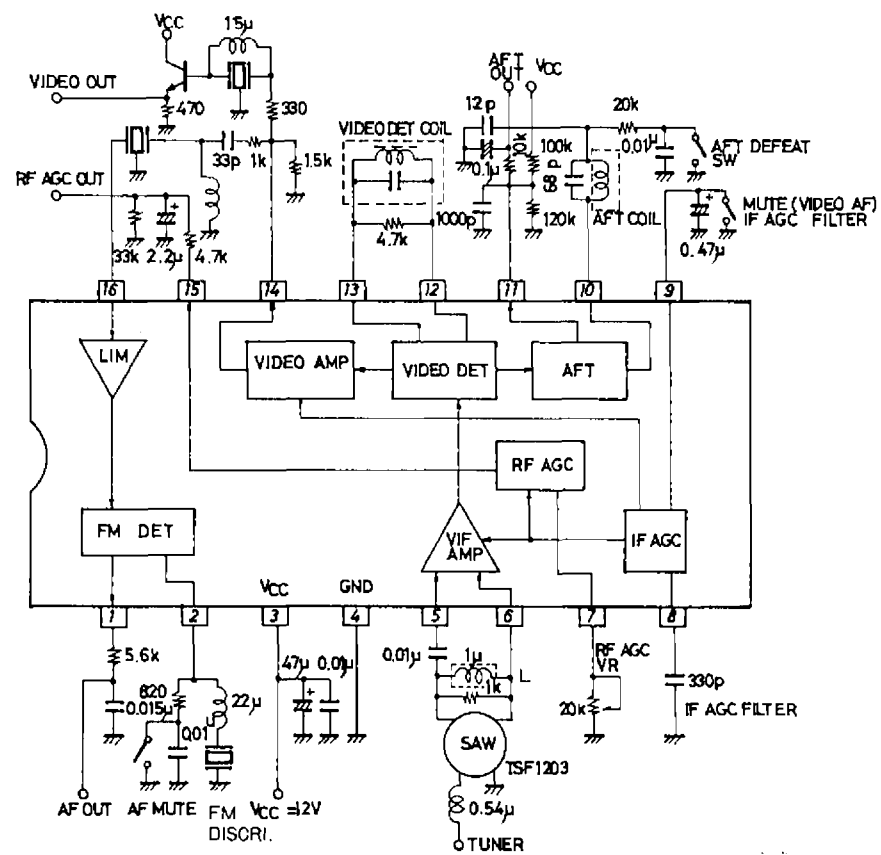 VCC
15μ
VIDEO OUT
470
330
33p
1k
1.5k
RF AGC OUT
33k
2.2μ
4.7k
VIDEO DET COIL
4.7k
AFT OUT
VCC
12p
0.1μ
10k
100k
1000p
120k
68p
AFT COIL
20k
0.01μ
AFT DEFEAT SW
MUTE (VIDEO AF)
IF AGC FILTER
0.47μ
16
15
14
13
12
11
10
9
LIM
VIDEO AMP
VIDEO DET
AFT
RF AGC
FM DET
VIF AMP
IF AGC
VCC
GND
1
2
3
4
5
6
7
8
5.6k
820
0.015μ
0.01μ
22μ
47μ
0.01μ
0.01μ
1μ
L
1k
RF AGC VR
20k
330p
IF AGC FILTER
SAW
TSF1203
0.54μ
AF OUT
AF MUTE
FM DISCRI.
VCC=12V
TUNER